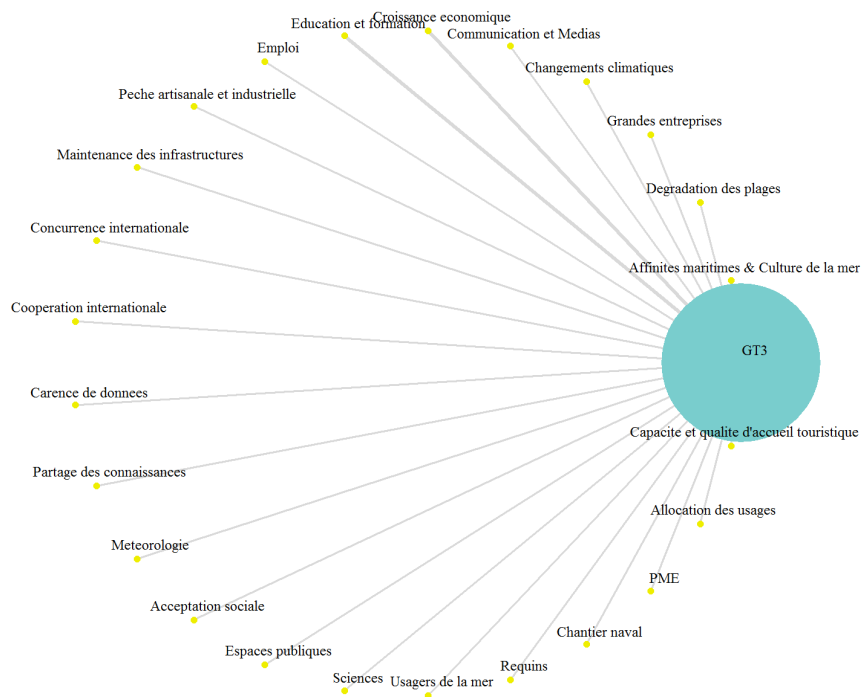 Croissance economique
Education et formation
Communication et Medias
Emploi
Changements climatiques
Peche artisanale et industrielle
Grandes entreprises
Maintenance des infrastructures
Degradation des plages
Concurrence internationale
Affinites maritimes & Culture de la mer
Cooperation internationale
GT3
Carence de donnees
Capacite et qualite d'accueil touristique
Partage des connaissances
Allocation des usages
Meteorologie
PME
Acceptation sociale
Chantier naval
Espaces publiques
Requins
Sciences
Usagers de la mer